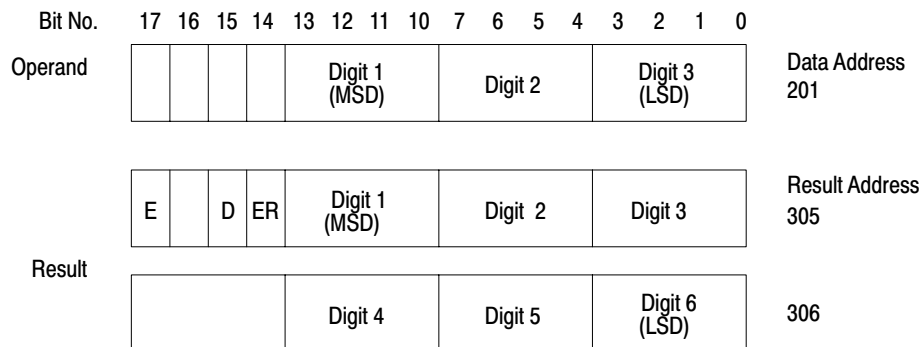 Bit No. 17 16 15 14 13 12 11 10 7 6 5 4 3 2 1 0
Operand
Digit 1
(MSD)
Digit 2
Digit 3
(LSD)
Data Address
201
E D ER
Digit 1
(MSD)
Digit 2
Digit 3
Result Address
305
Result
Digit 4
Digit 5
Digit 6
(LSD)
306